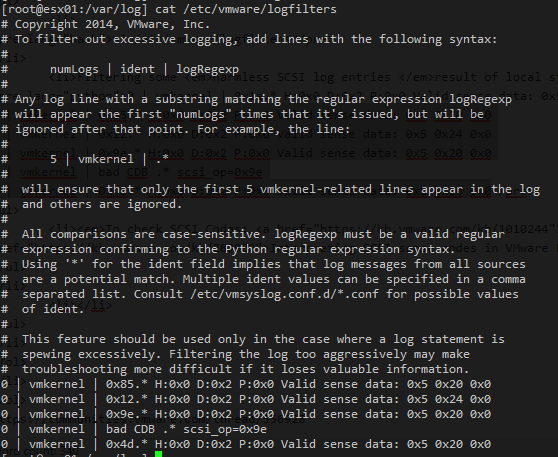 [root@esx01:/var/log] cat /etc/vmware/logfilters
# Copyright 2014, VMware, Inc.
# To filter out excessive logging, add lines with the following syntax:
#
#     numLogs | ident | logRegexp
#
# Any log line with a substring matching the regular expression logRegexp
# will appear the first "numLogs" times that it's issued, but will be
# ignored after that point. For example, the line:
#
#     5 | vmkernel | .*
#
# will ensure that only the first 5 vmkernel-related lines appear in the log
# and others are ignored.
#
# All comparisons are case-sensitive. logRegexp must be a valid regular
# expression confirming to the Python regular expression syntax.
# Using '*' for the ident field implies that log messages from all sources
# are a potential match. Multiple ident values can be specified in a comma
# separated list. Consult /etc/vmsyslog.conf.d/*.conf for possible values
# of ident.
#
# This feature should be used only in the case where a log statement is
# spewing excessively. Filtering the log too aggressively may make
# troubleshooting more difficult if it loses valuable information.
0 | vmkernel | 0x85.* H:0x0 D:0x2 P:0x0 Valid sense data: 0x5 0x20 0x0
0 | vmkernel | 0x12.* H:0x0 D:0x2 P:0x0 Valid sense data: 0x5 0x24 0x0
0 | vmkernel | 0x9e.* H:0x0 D:0x2 P:0x0 Valid sense data: 0x5 0x20 0x0
0 | vmkernel | bad CDB .* scsi_op=0x9e
0 | vmkernel | 0x4d.* H:0x0 D:0x2 P:0x0 Valid sense data: 0x5 0x20 0x0